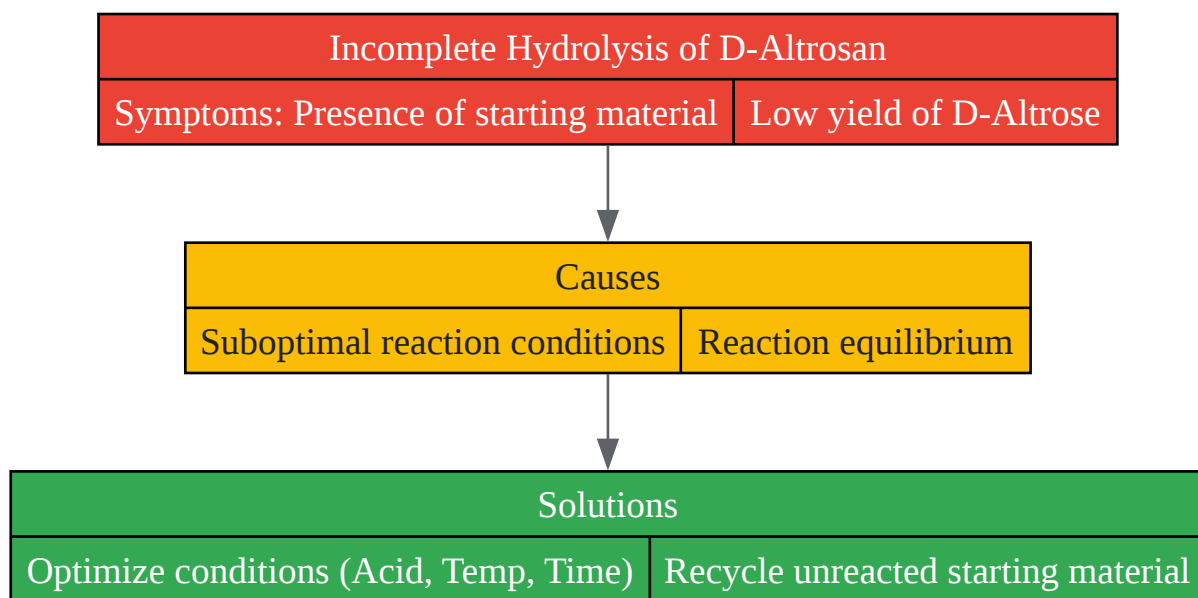 Incomplete Hydrolysis of D-Altrosan
Symptoms: Presence of starting material
Low yield of D-Altrose
Causes
Suboptimal reaction conditions
Reaction equilibrium
Solutions
Optimize conditions (Acid, Temp, Time)
Recycle unreacted starting material